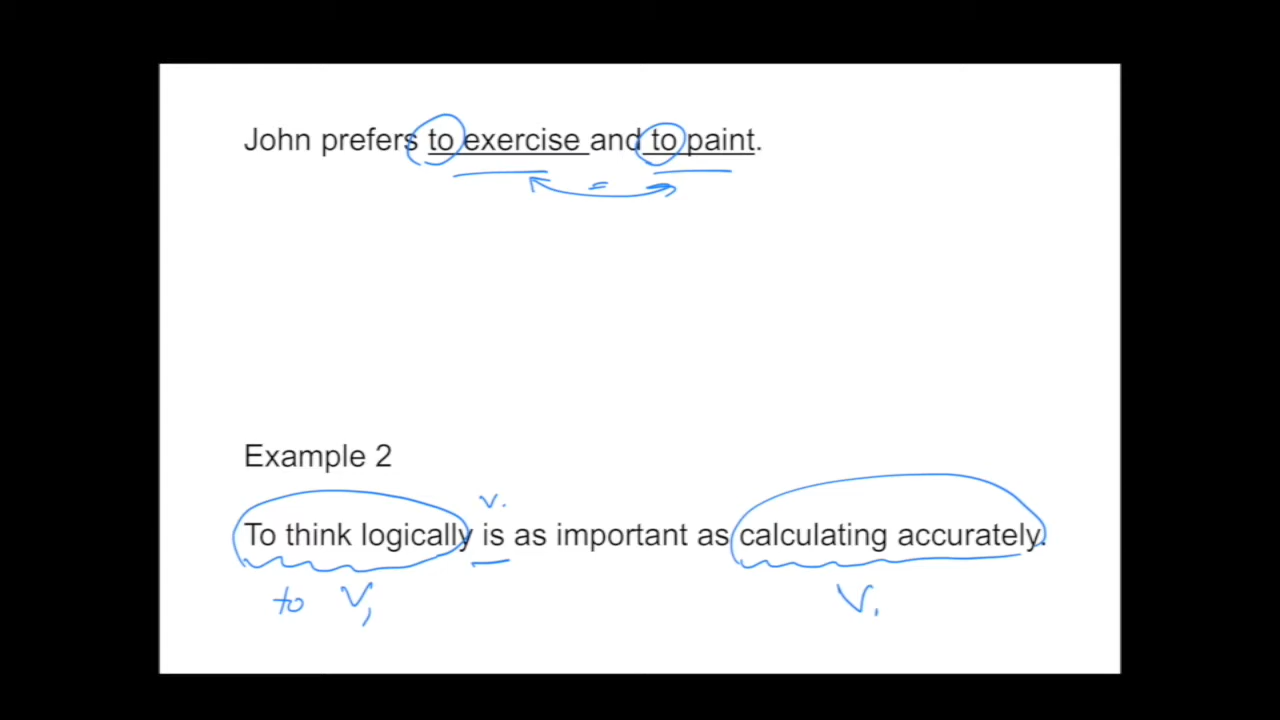 John prefers to exercise and to paint.
=
Example 2
v.
To think logically is as important as calculating accurately.
to V, V.